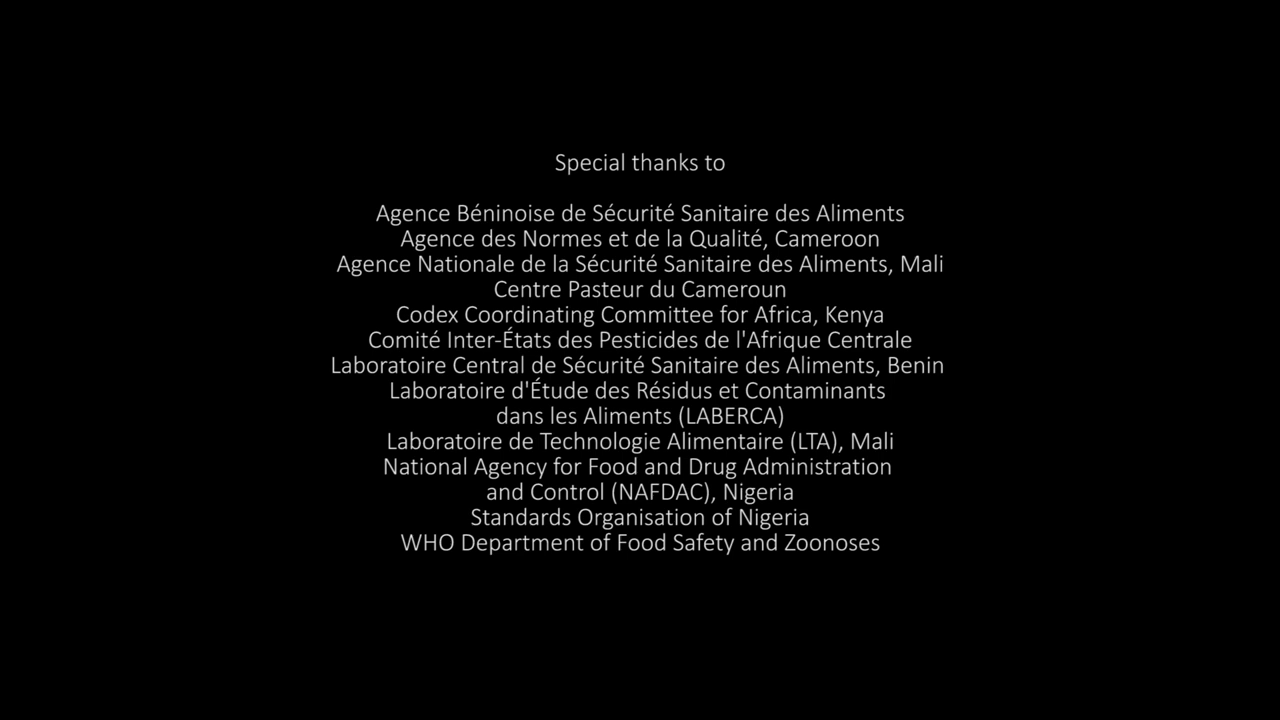 Special thanks to
Agence Béninoise de Sécurité Sanitaire des Aliments
Agence des Normes et de la Qualité, Cameroon
Agence Nationale de la Sécurité Sanitaire des Aliments, Mali
Centre Pasteur du Cameroun
Codex Coordinating Committee for Africa, Kenya
Comité Inter-États des Pesticides de l'Afrique Centrale
Laboratoire Central de Sécurité Sanitaire des Aliments, Benin
Laboratoire d'Étude des Résidus et Contaminants
dans les Aliments (LABERCA)
Laboratoire de Technologie Alimentaire (LTA), Mali
National Agency for Food and Drug Administration
and Control (NAFDAC), Nigeria
Standards Organisation of Nigeria
WHO Department of Food Safety and Zoonoses